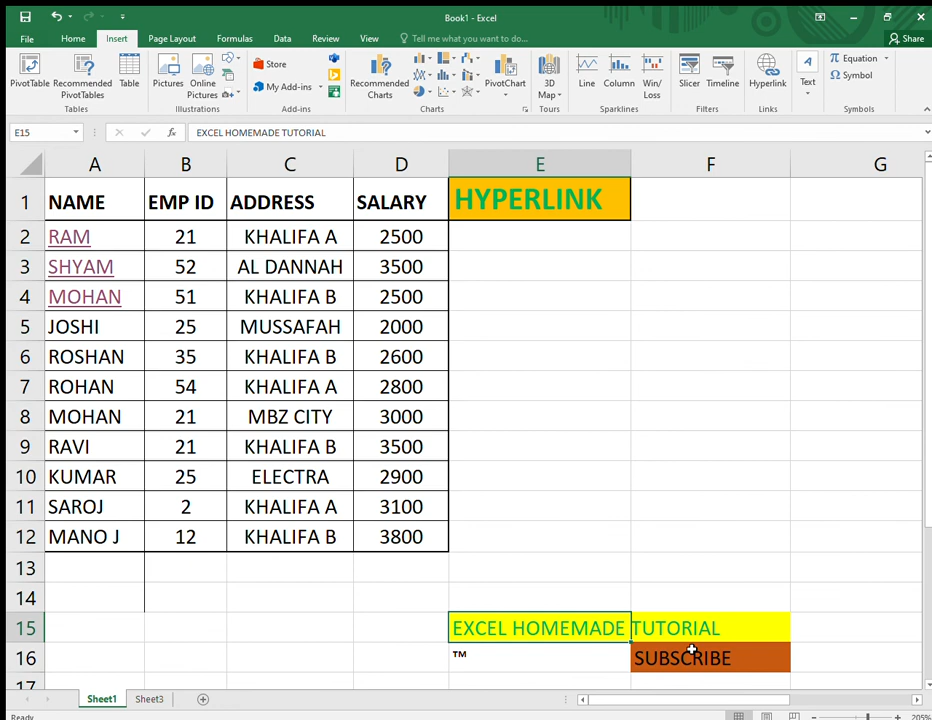 Book1 - Excel
File Home Insert Page Layout Formulas Data Review View Tell me what you want to do... Share
PivotTable Recommended PivotTables Table Pictures Online Pictures Store My Add-ins Recommended Charts PivotChart 3D Map Line Column Win/Loss Slicer Timeline Hyperlink Text Equation Symbol
Tables Illustrations Add-ins Charts Tours Sparklines Filters Links Symbols
E15 fx EXCEL HOMEMADE TUTORIAL
A B C D E F G
1 NAME EMP ID ADDRESS SALARY HYPERLINK
2 RAM 21 KHALIFA A 2500
3 SHYAM 52 AL DANNAH 3500
4 MOHAN 51 KHALIFA B 2500
5 JOSHI 25 MUSSAFAH 2000
6 ROSHAN 35 KHALIFA B 2600
7 ROHAN 54 KHALIFA A 2800
8 MOHAN 21 MBZ CITY 3000
9 RAVI 21 KHALIFA B 3500
10 KUMAR 25 ELECTRA 2900
11 SAROJ 2 KHALIFA A 3100
12 MANO J 12 KHALIFA B 3800
13
14
15 EXCEL HOMEMADE TUTORIAL
16 ™ SUBSCRIBE
17
Sheet1 Sheet3
Ready 205%